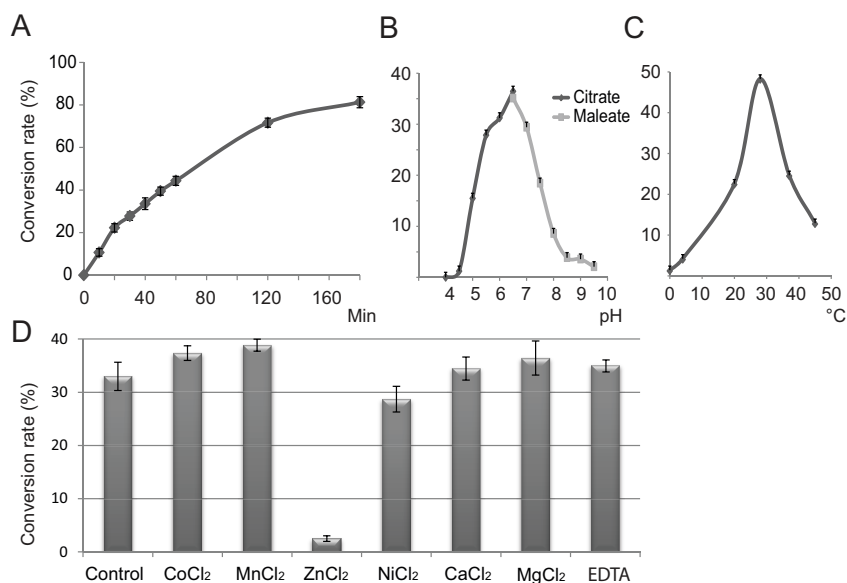 A
B
C
100
80
60
40
20
0
Conversion rate (%)
0
40
80
120
160
Min
40
30
20
10
Citrate
Maleate
4
5
6
7
8
9
10
pH
50
40
30
20
10
0
10
20
30
40
50
°C
D
40
30
20
10
0
Conversion rate (%)
Control
CoCl₂
MnCl₂
ZnCl₂
NiCl₂
CaCl₂
MgCl₂
EDTA